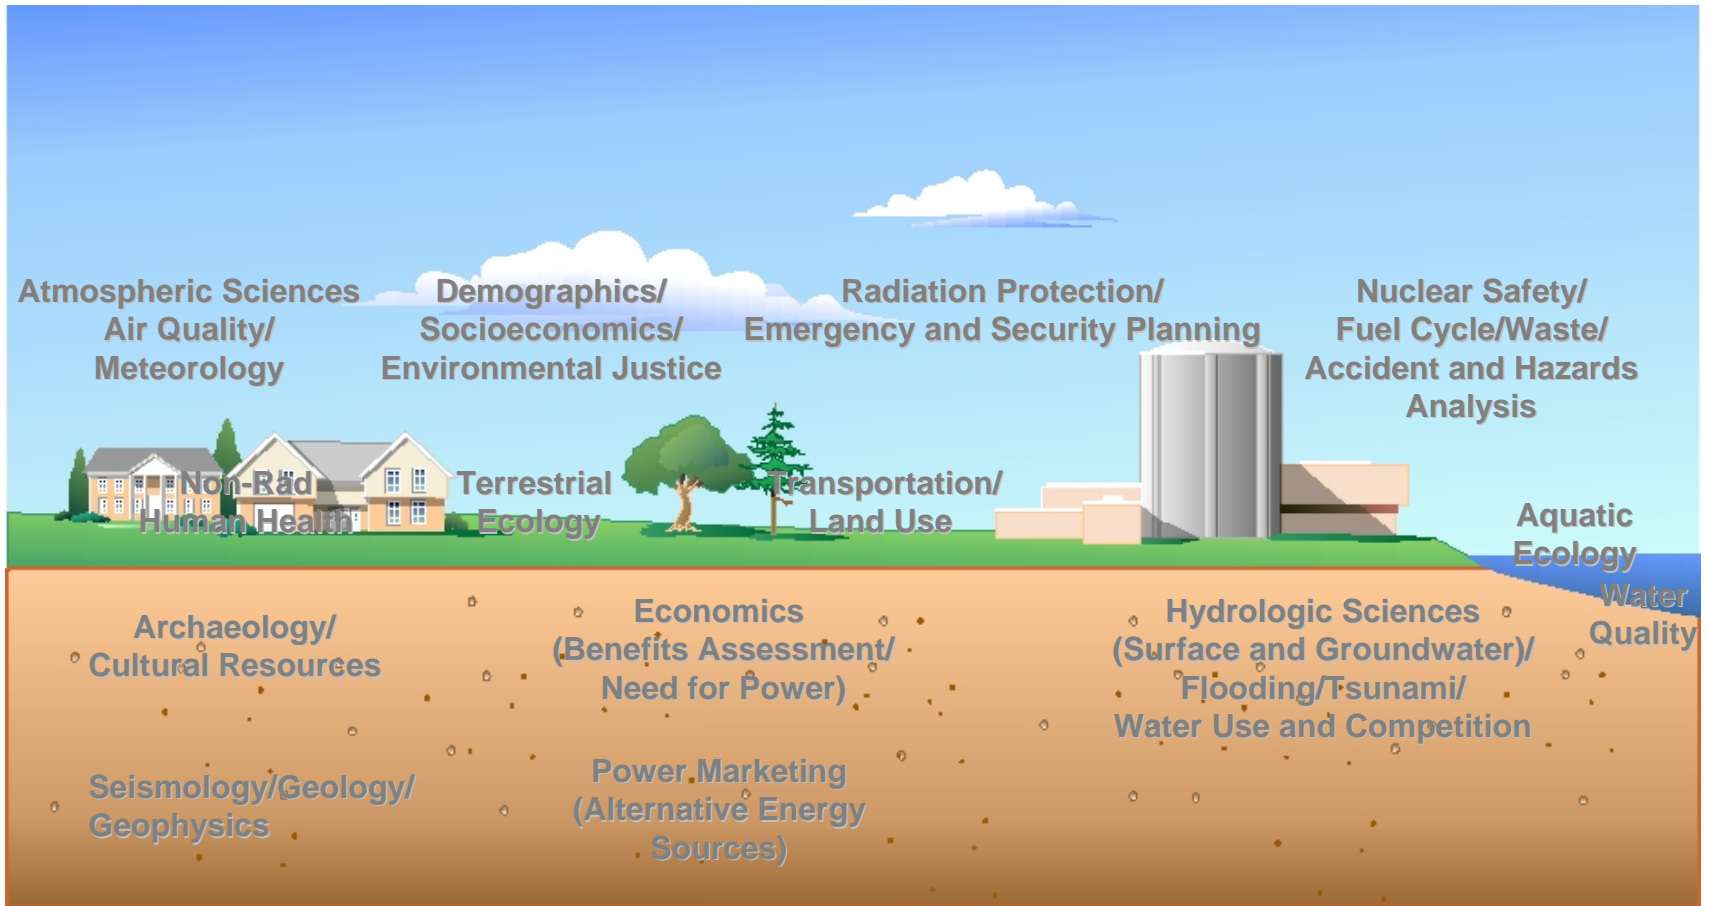 Atmospheric Sciences
Air Quality/
Meteorology
Demographics/
Socioeconomics/
Environmental Justice
Radiation Protection/
Emergency and Security Planning
Nuclear Safety/
Fuel Cycle/Waste/
Accident and Hazards
Analysis
Non-Rad
Human Health
Terrestrial
Ecology
Transportation/
Land Use
Aquatic
Ecology
Water
Quality
Archaeology/
Cultural Resources
Economics
(Benefits Assessment/
Need for Power)
Hydrologic Sciences
(Surface and Groundwater)/
Flooding/Tsunami/
Water Use and Competition
Seismology/Geology/
Geophysics
Power Marketing
(Alternative Energy
Sources)